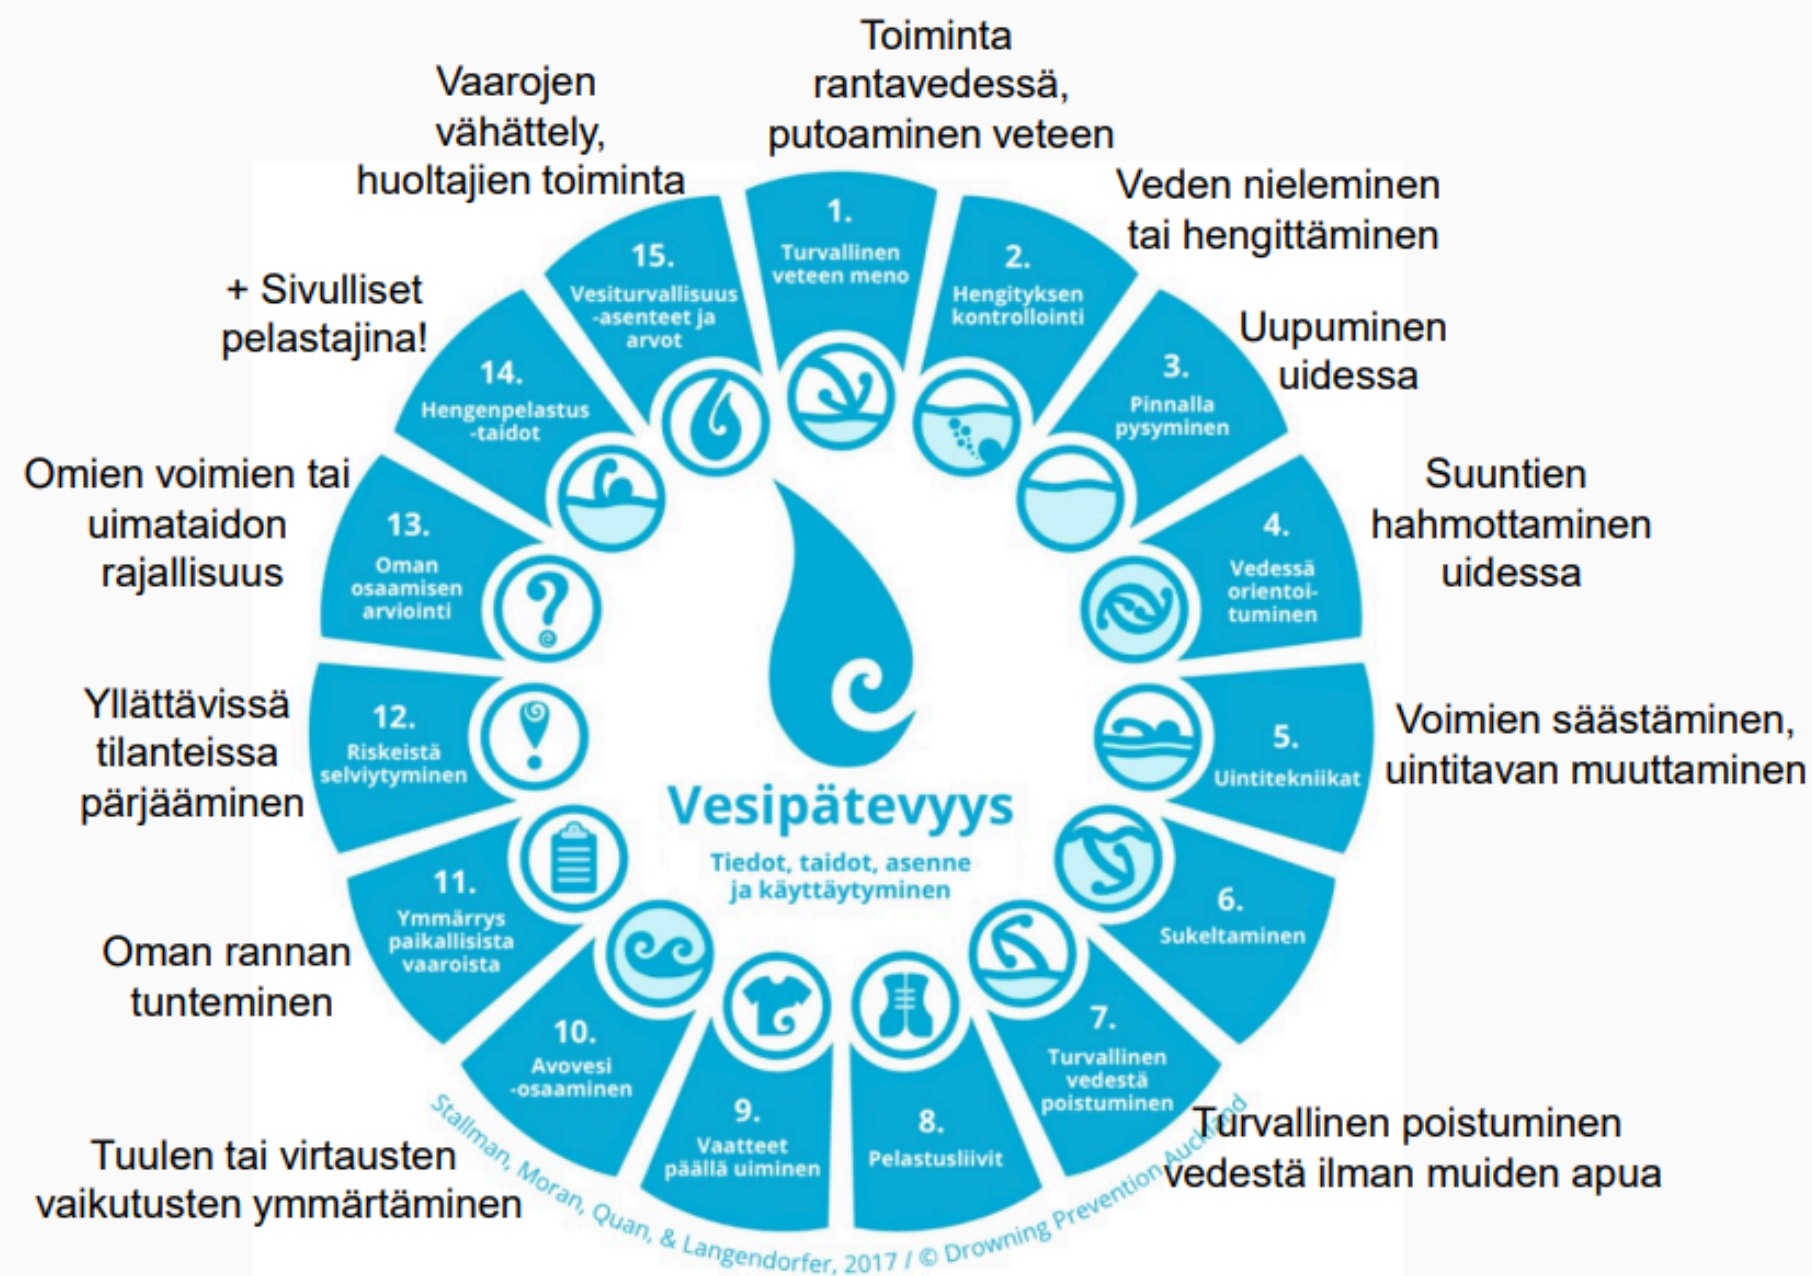 Toiminta
rantavedessä,
putoaminen veteen
Vaarojen
vähättely,
huoltajien toiminta
Veden nieleminen
tai hengittäminen
+ Sivulliset
pelastajina!
Uupuminen
uidessa
Omien voimien tai
uimataidon
rajallisuus
Suuntien
hahmottaminen
uidessa
Yllättävissä
tilanteissa
pärjääminen
Voimien säästäminen,
uintitavan muuttaminen
Oman rannan
tunteminen
Tuulen tai virtausten
vaikutusten ymmärtäminen
Turvallinen poistuminen
vedestä ilman muiden apua
1.
Turvallinen
veteen meno
2.
Hengityksen
kontrollointi
3.
Pinnalla
pysyminen
4.
Vedessä
orientoi-
tuminen
5.
Uintitekniikat
6.
Sukeltaminen
7.
Turvallinen
vedestä
poistuminen
8.
Pelastusliivit
9.
Vaatteet
päällä uiminen
10.
Avovesi
-osaaminen
11.
Ymmärrys
paikallisista
vaaroista
12.
Riskeistä
selviytyminen
13.
Oman
osaamisen
arviointi
14.
Hengenpelastus
-taidot
15.
Vesiturvallisuus
-asenteet ja
arvot
Vesipätevyys
Tiedot, taidot, asenne
ja käyttäytyminen
Stallman, Moran, Quan, & Langendorfer, 2017 / © Drowning Prevention Auckland